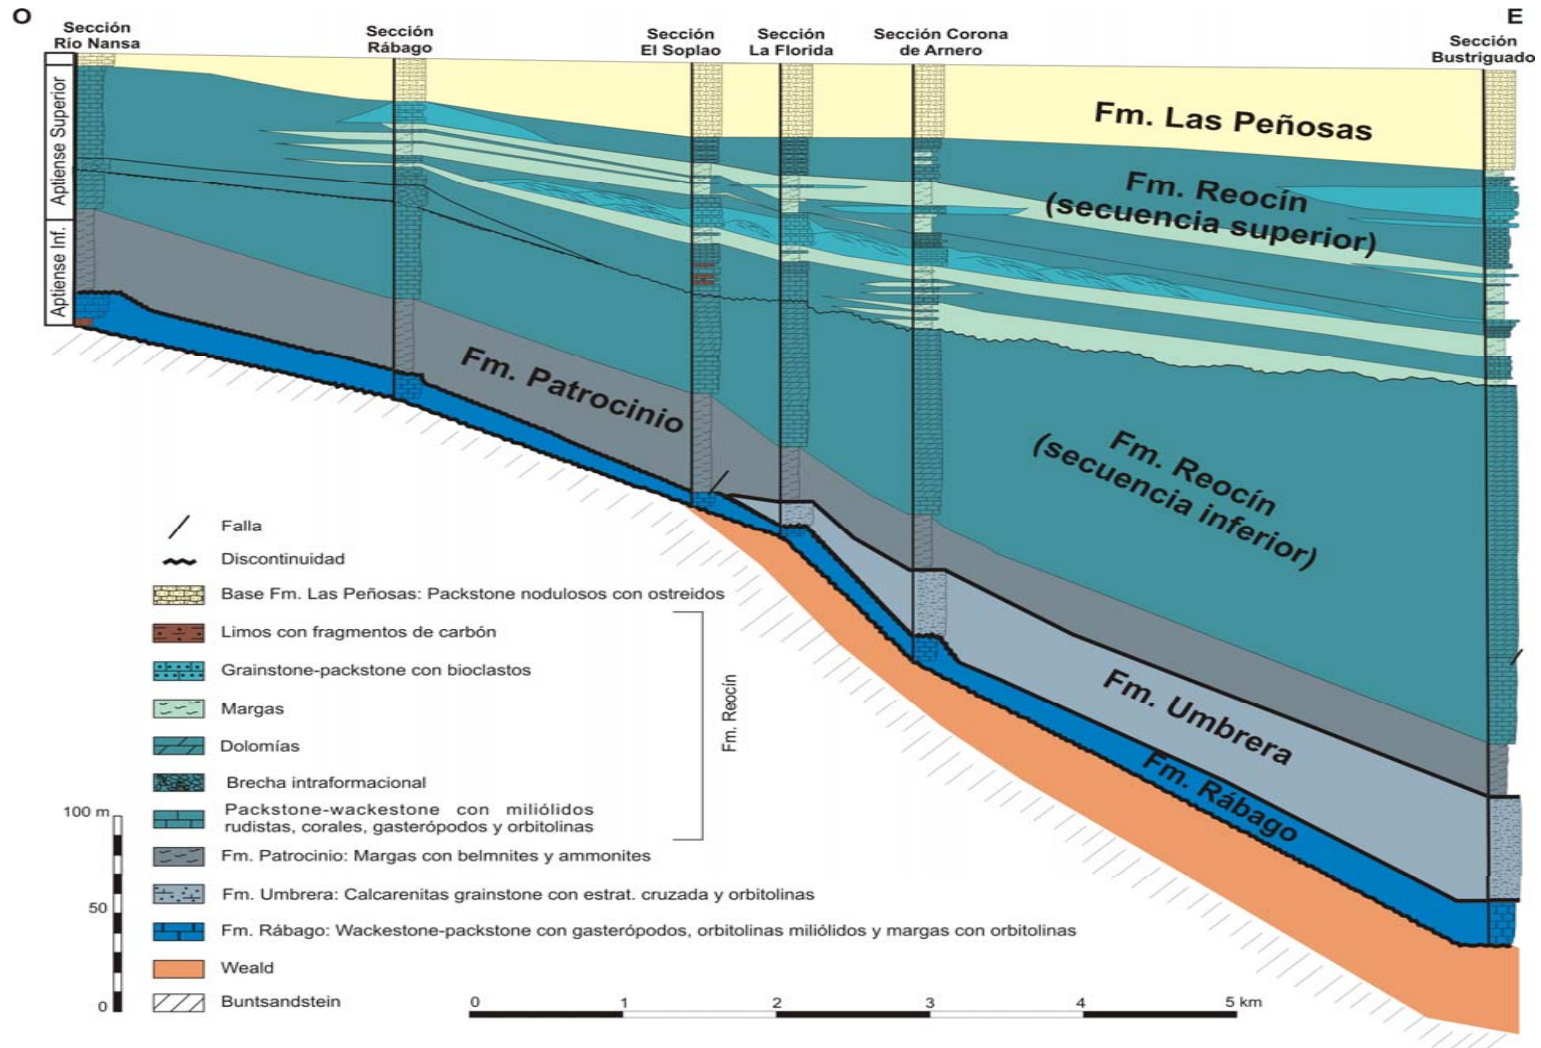 O
E
Sección
Río Nansa
Sección
Rábago
Sección
El Soplao
Sección
La Florida
Sección Corona
de Arnero
Sección
Bustriguado
Aptiense Superior
Aptiense Inf.
Fm. Las Peñosas
Fm. Reocín
(secuencia superior)
Fm. Patrocinio
Fm. Reocín
(secuencia inferior)
Fm. Umbrera
Fm. Rábago
Falla
Discontinuidad
Base Fm. Las Peñosas: Packstone nodulosos con ostreidos
Limos con fragmentos de carbón
Grainstone-packstone con bioclastos
Margas
Dolomías
Brecha intraformacional
Packstone-wackestone con miliólidos
rudistas, corales, gasterópodos y orbitolinas
Fm. Reocín
Fm. Patrocinio: Margas con belmnites y ammonites
Fm. Umbrera: Calcarenitas grainstone con estrat. cruzada y orbitolinas
Fm. Rábago: Wackestone-packstone con gasterópodos, orbitolinas miliólidos y margas con orbitolinas
Weald
Buntsandstein
100 m
50
0
0 1 2 3 4 5 km